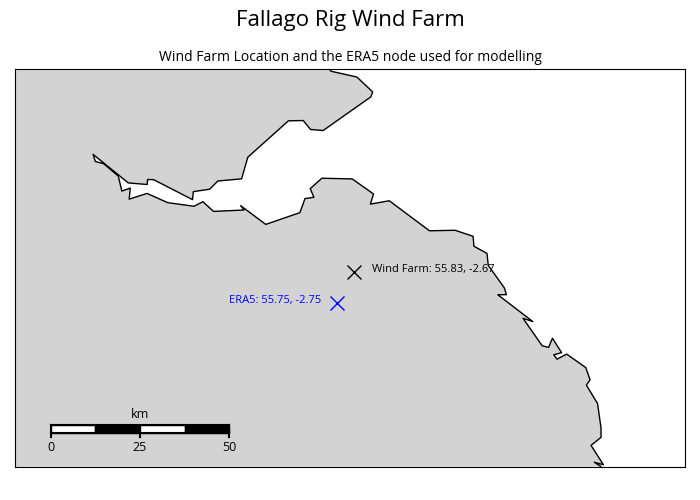 Fallago Rig Wind Farm
Wind Farm Location and the ERA5 node used for modelling
Wind Farm: 55.83, -2.67
ERA5: 55.75, -2.75
km
0 25 50